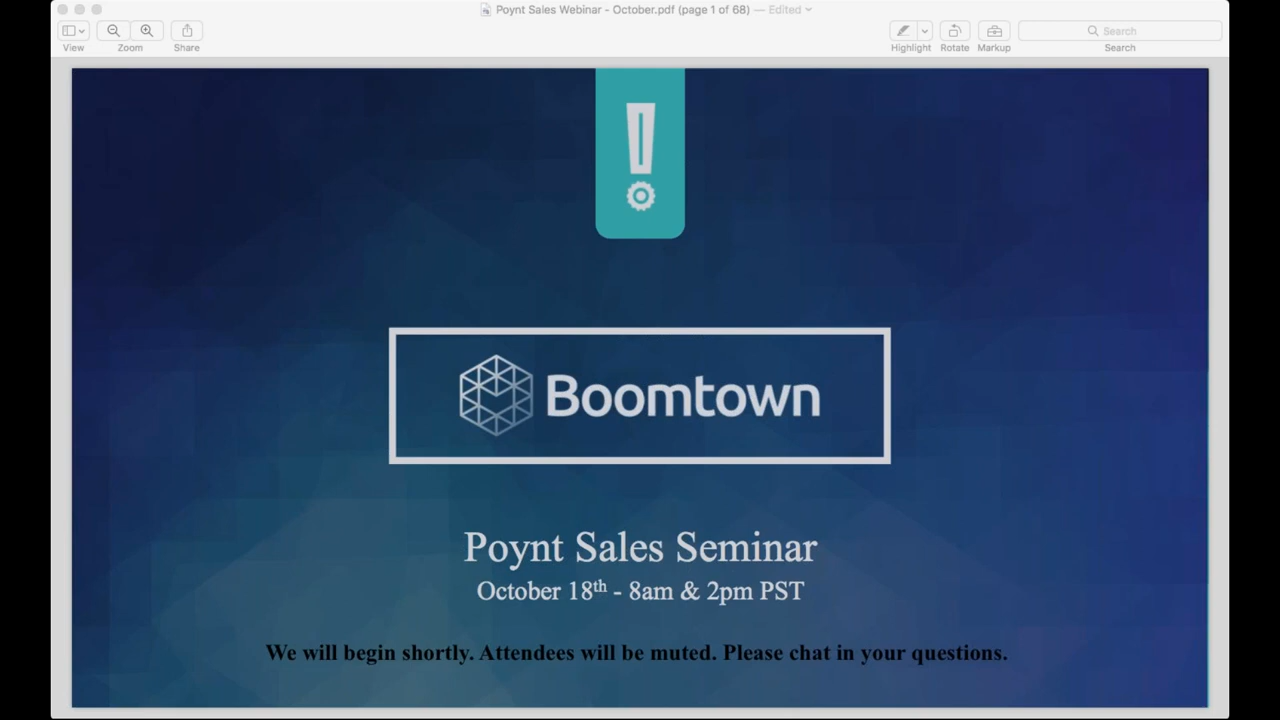 Poynt Sales Webinar - October.pdf (page 1 of 68) — Edited
View
Zoom
Share
Highlight
Rotate
Markup
Search
Search
Boomtown
Poynt Sales Seminar
October 18th - 8am & 2pm PST
We will begin shortly. Attendees will be muted. Please chat in your questions.